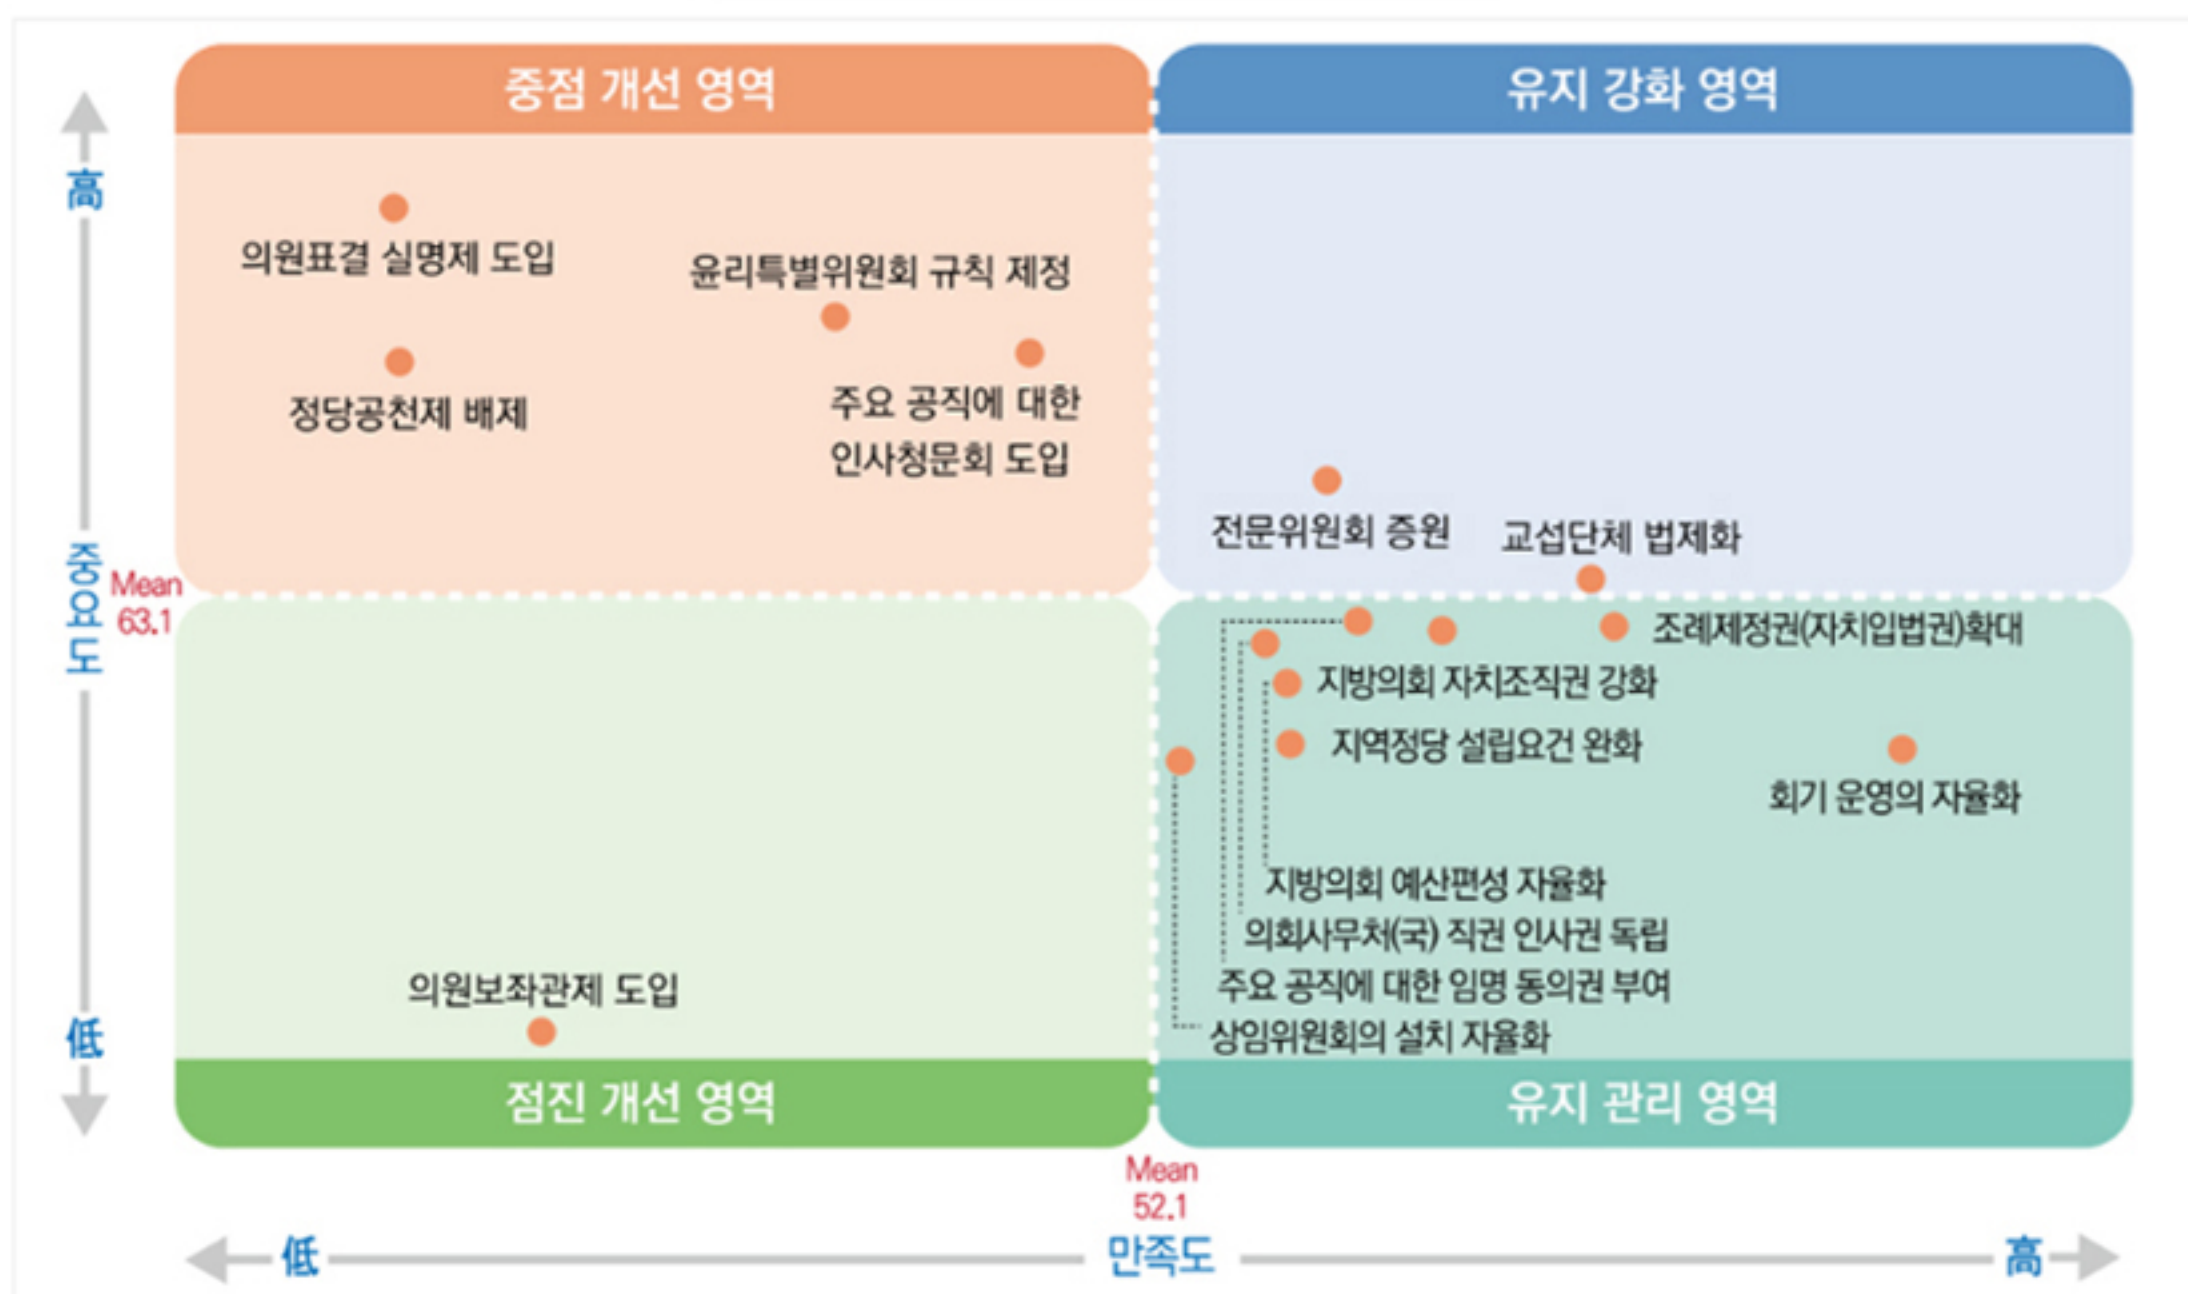 중점 개선 영역
유지 강화 영역
高
중요도
低
Mean
63.1
의원표결 실명제 도입
윤리특별위원회 규칙 제정
정당공천제 배제
주요 공직에 대한
인사청문회 도입
전문위원회 증원
교섭단체 법제화
조례제정권(자치입법권)확대
지방의회 자치조직권 강화
지역정당 설립요건 완화
회기 운영의 자율화
지방의회 예산편성 자율화
의회사무처(국) 직권 인사권 독립
주요 공직에 대한 임명 동의권 부여
상임위원회의 설치 자율화
의원보좌관제 도입
점진 개선 영역
유지 관리 영역
Mean
52.1
低
만족도
高